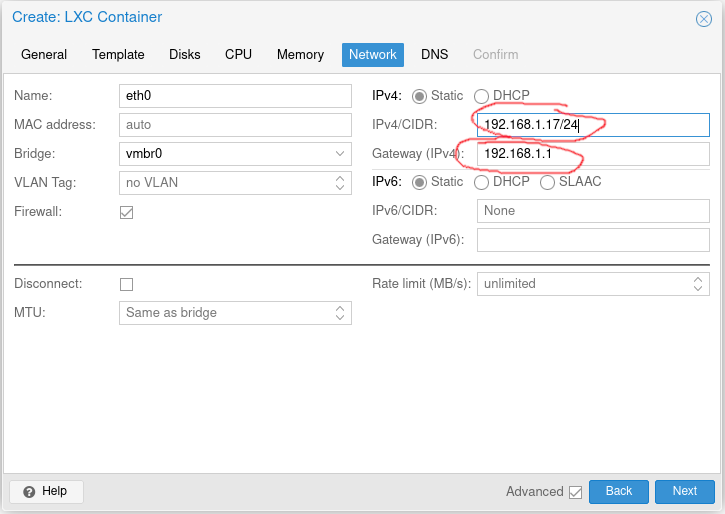 Create: LXC Container
General Template Disks CPU Memory Network DNS Confirm
Name: eth0 IPv4: Static DHCP
MAC address: auto IPv4/CIDR: 192.168.1.17/24
Bridge: vmbr0 Gateway (IPv4): 192.168.1.1
VLAN Tag: no VLAN IPv6: Static DHCP SLAAC
Firewall: IPv6/CIDR: None
Gateway (IPv6):
Disconnect: Rate limit (MB/s): unlimited
MTU: Same as bridge
? Help Advanced Back Next